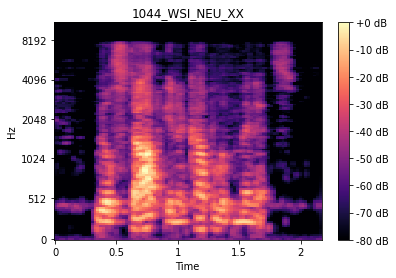 1044_WSI_NEU_XX
Hz
8192
4096
2048
1024
512
0
0
0.5
1
1.5
2
Time
+0 dB
-10 dB
-20 dB
-30 dB
-40 dB
-50 dB
-60 dB
-70 dB
-80 dB